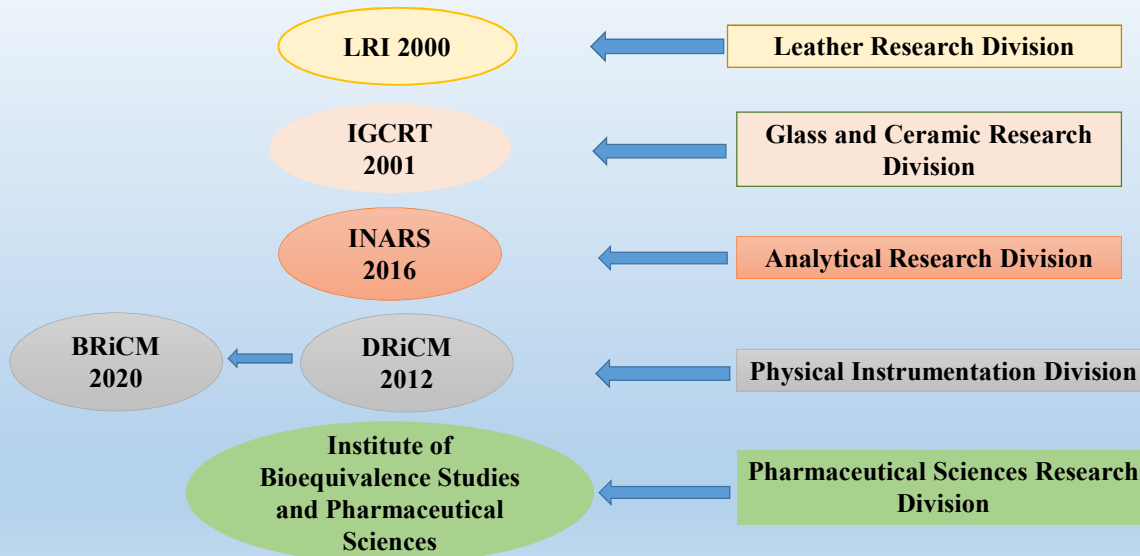 LRI 2000
Leather Research Division
IGCRT
2001
Glass and Ceramic Research
Division
INARS
2016
Analytical Research Division
BRiCM
2020
DRiCM
2012
Physical Instrumentation Division
Institute of
Bioequivalence Studies
and Pharmaceutical
Sciences
Pharmaceutical Sciences Research
Division